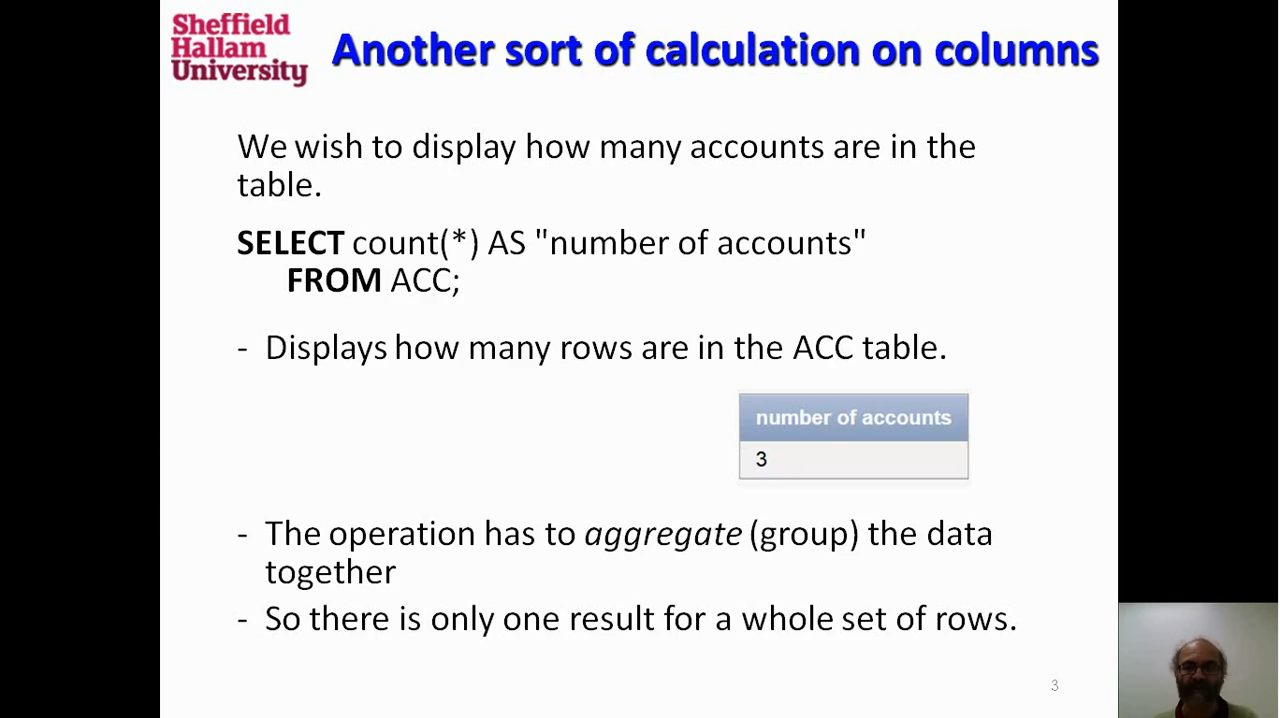 Sheffield
Hallam
University
Another sort of calculation on columns
We wish to display how many accounts are in the
table.
SELECT count(*) AS "number of accounts"
FROM ACC;
- Displays how many rows are in the ACC table.
number of accounts
3
- The operation has to aggregate (group) the data
together
- So there is only one result for a whole set of rows.
3